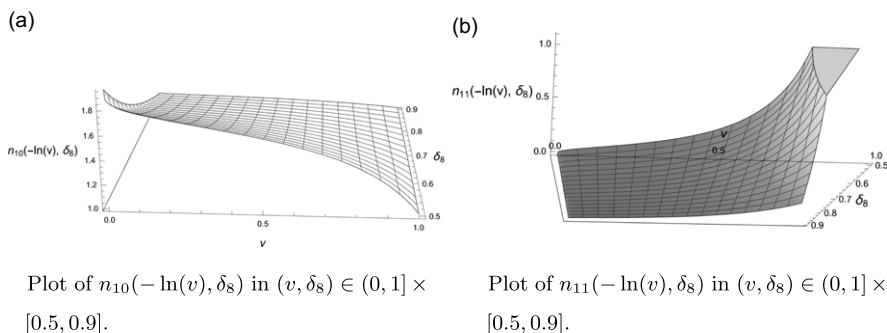 (a)
(b)
1.8
1.6
n₁₀(-ln(v), δ₈)
1.4
1.2
1.0
0.0
0.5
1.0
v
0.9
0.8
0.7
δ₈
0.6
0.5
1.0
n₁₁(-ln(v), δ₈)
0.5
0.0
0.0
v
0.5
1.0
0.5
0.6
0.7
δ₈
0.8
0.9
Plot of n₁₀(− ln(v), δ₈) in (v, δ₈) ∈ (0, 1] ×
[0.5, 0.9].
Plot of n₁₁(− ln(v), δ₈) in (v, δ₈) ∈ (0, 1] ×
[0.5, 0.9].